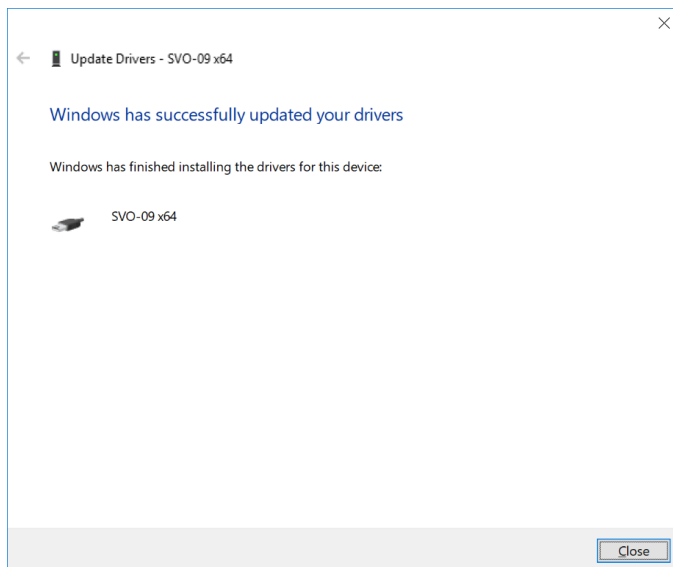 Update Drivers - SVO-09 x64
Windows has successfully updated your drivers
Windows has finished installing the drivers for this device:
SVO-09 x64
Close